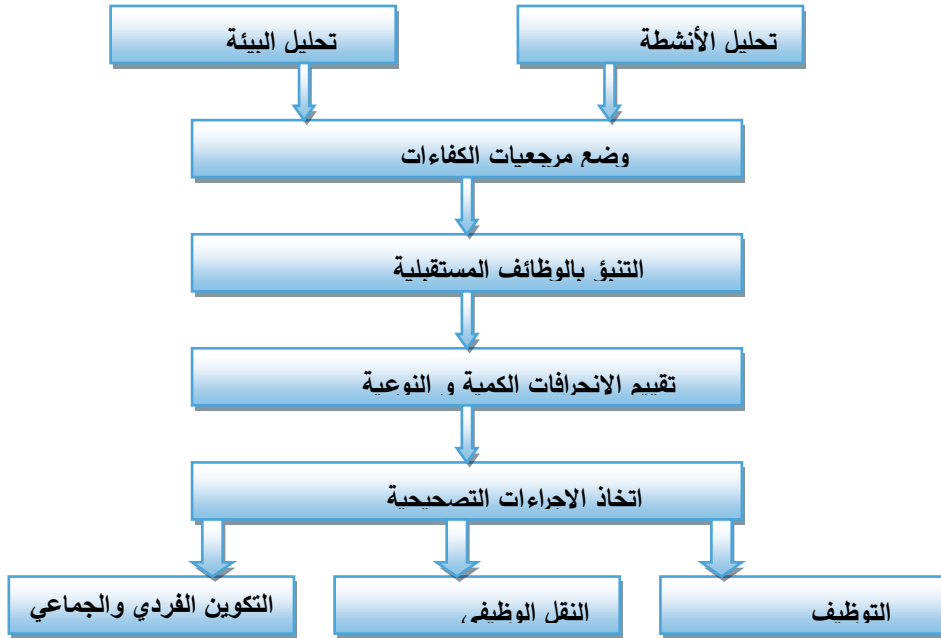 تحليل الأنشطة
تحليل البيئة
وضع مرجعيات الكفاءات
التنبؤ بالوظائف المستقبلية
تقييم الانحرافات الكمية و النوعية
اتخاذ الاجراءات التصحيحية
التوظيف
النقل الوظيفي
التكوين الفردي والجماعي